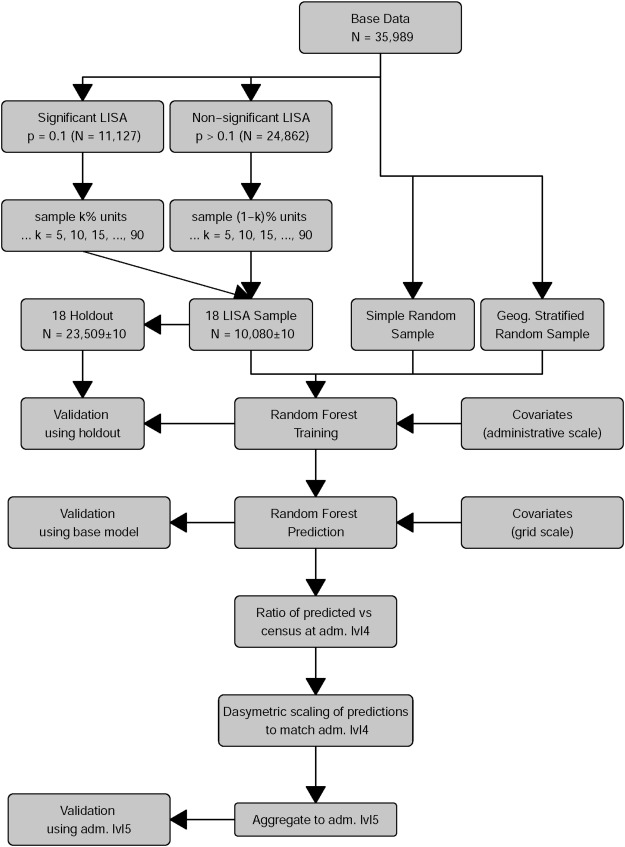 Base Data
N = 35,989
Significant LISA
p = 0.1 (N = 11,127)
Non−significant LISA
p > 0.1 (N = 24,862)
sample k% units
... k = 5, 10, 15, ..., 90
sample (1−k)% units
... k = 5, 10, 15, ..., 90
18 Holdout
N = 23,509±10
18 LISA Sample
N = 10,080±10
Simple Random
Sample
Geog. Stratified
Random Sample
Validation
using holdout
Random Forest
Training
Covariates
(administrative scale)
Validation
using base model
Random Forest
Prediction
Covariates
(grid scale)
Ratio of predicted vs
census at adm. lvl4
Dasymetric scaling of predictions
to match adm. lvl4
Validation
using adm. lvl5
Aggregate to adm. lvl5